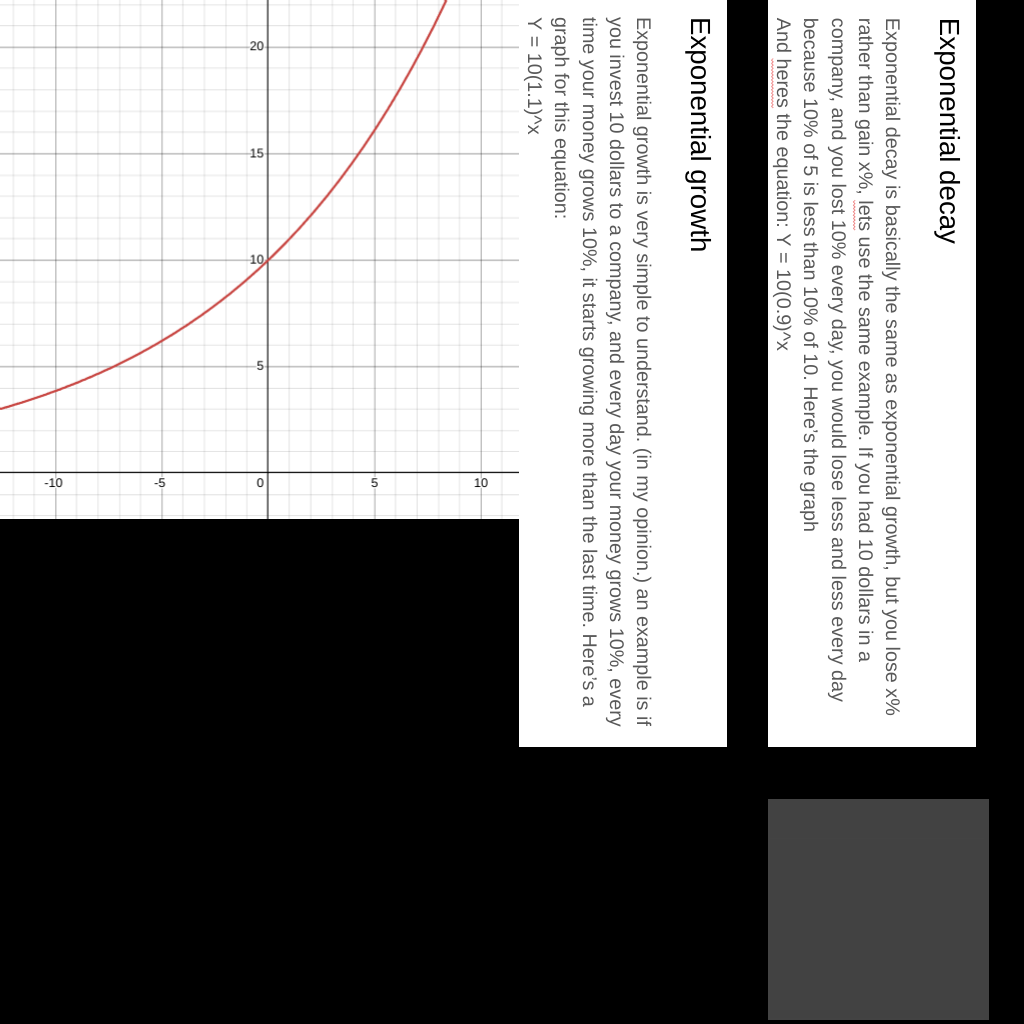 20
15
10
5
-10
-5
0
5
10
Exponential growth
Exponential growth is very simple to understand. (in my opinion.) an example is if
you invest 10 dollars to a company, and every day your money grows 10%, every
time your money grows 10%, it starts growing more than the last time. Here's a
graph for this equation:
Y = 10(1.1)^x
Exponential decay
Exponential decay is basically the same as exponential growth, but you lose x%
rather than gain x%, lets use the same example. If you had 10 dollars in a
company, and you lost 10% every day, you would lose less and less every day
because 10% of 5 is less than 10% of 10. Here's the graph
And heres the equation: Y = 10(0.9)^x